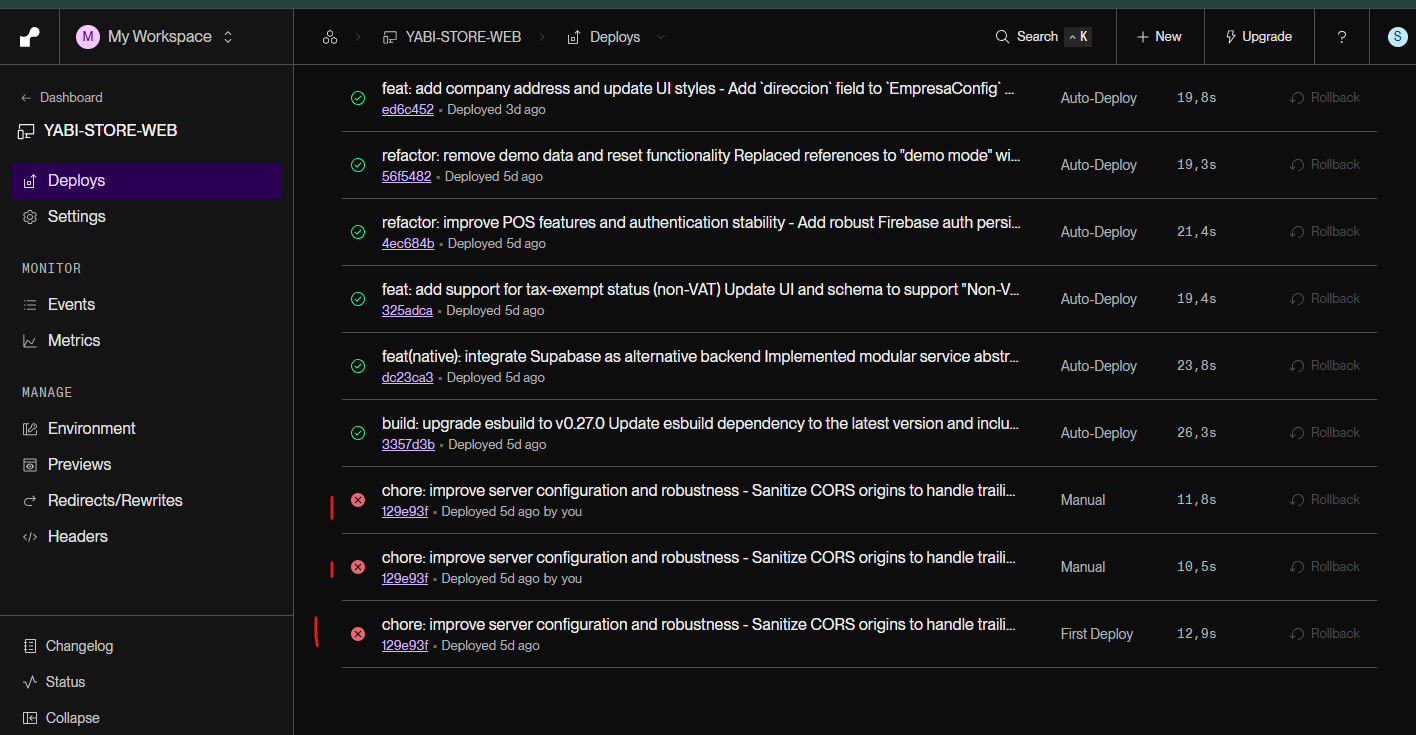 M My Workspace
YABI-STORE-WEB
Deploys
Search ^ K
+ New
Upgrade
?
S
← Dashboard
YABI-STORE-WEB
Deploys
Settings
MONITOR
Events
Metrics
MANAGE
Environment
Previews
Redirects/Rewrites
Headers
Changelog
Status
Collapse
feat: add company address and update UI styles - Add `direccion` field to `EmpresaConfig` ...
ed6c452 • Deployed 3d ago
Auto-Deploy
19,8s
Rollback
refactor: remove demo data and reset functionality Replaced references to "demo mode" wi...
56f5482 • Deployed 5d ago
Auto-Deploy
19,3s
Rollback
refactor: improve POS features and authentication stability - Add robust Firebase auth persi...
4ec684b • Deployed 5d ago
Auto-Deploy
21,4s
Rollback
feat: add support for tax-exempt status (non-VAT) Update UI and schema to support "Non-V...
325adca • Deployed 5d ago
Auto-Deploy
19,4s
Rollback
feat(native): integrate Supabase as alternative backend Implemented modular service abstr...
dc23ca3 • Deployed 5d ago
Auto-Deploy
23,8s
Rollback
build: upgrade esbuild to v0.27.0 Update esbuild dependency to the latest version and inclu...
3357d3b • Deployed 5d ago
Auto-Deploy
26,3s
Rollback
chore: improve server configuration and robustness - Sanitize CORS origins to handle traili...
129e93f • Deployed 5d ago by you
Manual
11,8s
Rollback
chore: improve server configuration and robustness - Sanitize CORS origins to handle traili...
129e93f • Deployed 5d ago by you
Manual
10,5s
Rollback
chore: improve server configuration and robustness - Sanitize CORS origins to handle traili...
129e93f • Deployed 5d ago
First Deploy
12,9s
Rollback